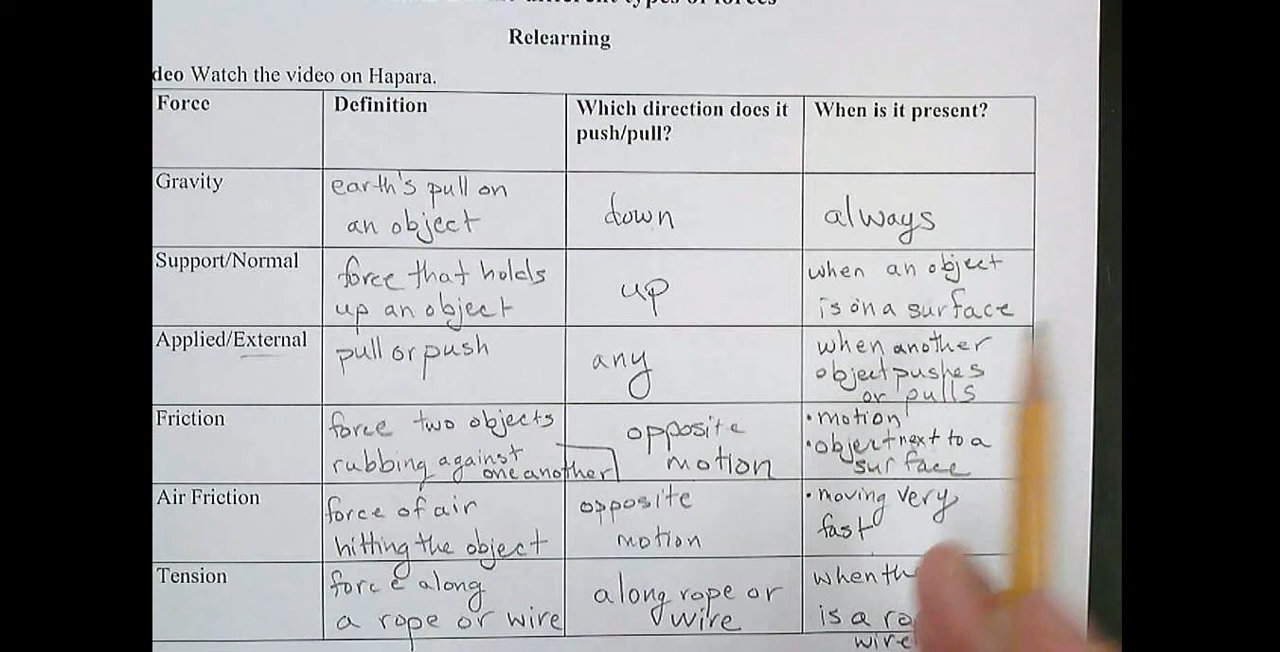 different types of forces
Relearning
deo Watch the video on Hapara.
Force Definition Which direction does it push/pull? When is it present?
Gravity
earth's pull on
an object
down
always
Support/Normal
force that holds
up an object
up
when an object
is on a surface
Applied/External
pull or push
any
when another
object pushes
or pulls
Friction
force two objects
rubbing against
one another
opposite
motion
• motion
• object next to a
surface
Air Friction
force of air
hitting the object
opposite
motion
• moving very
fast
Tension
force along
a rope or wire
along rope or
wire
when th
is a ro
wire